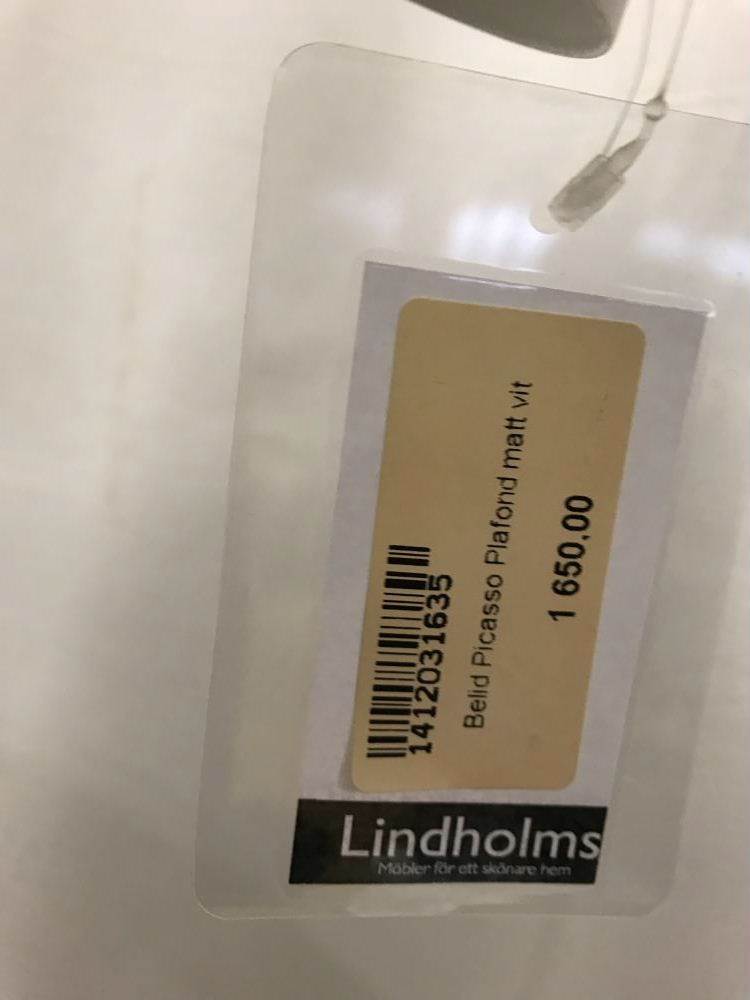 1412031635
Belid Picasso Plafond matt vit
1 650,00
Lindholms
Möbler för ett skönare hem